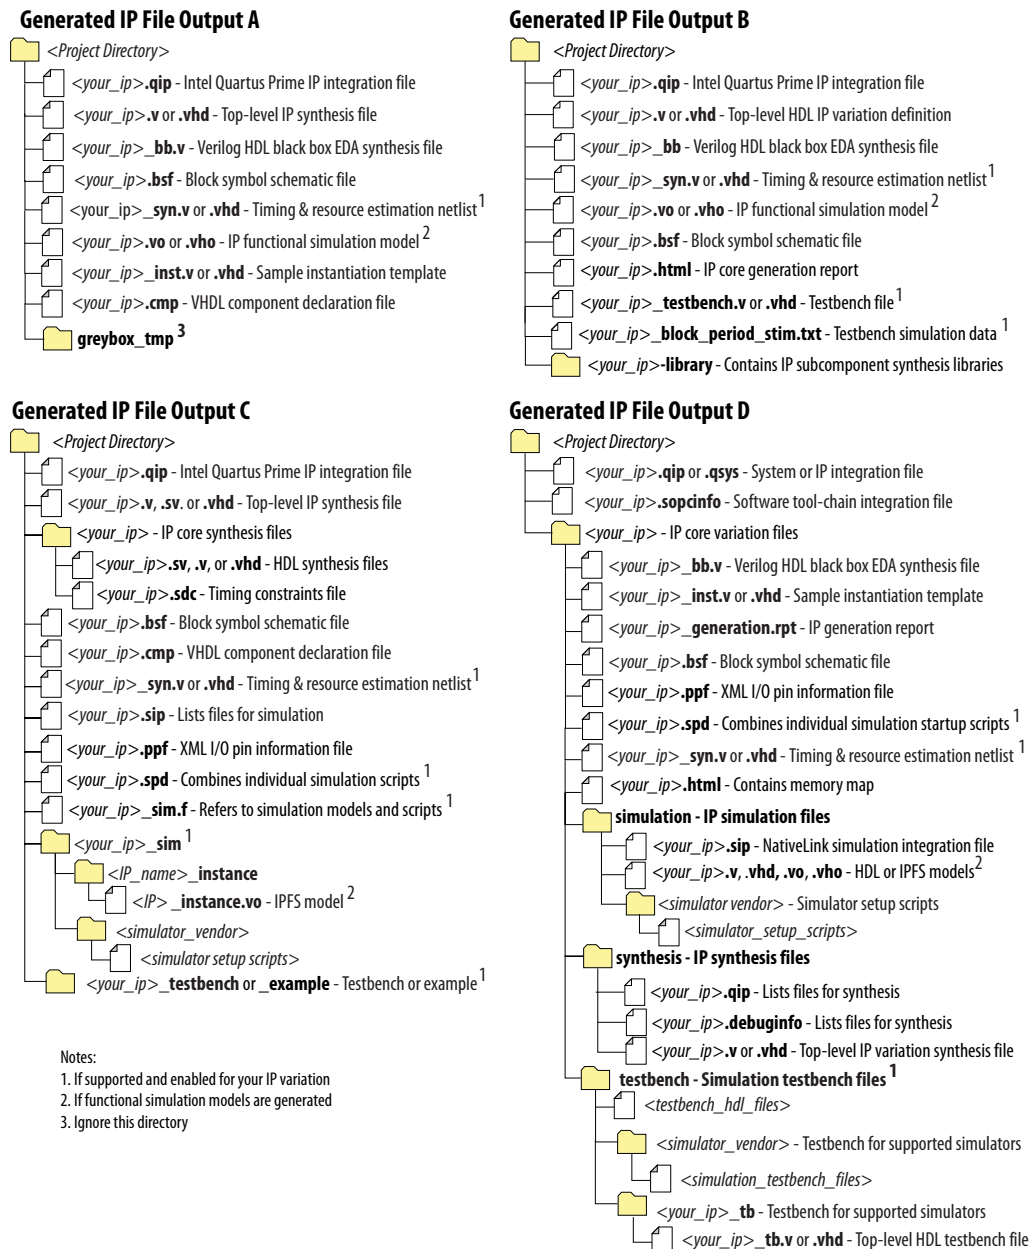 Generated IP File Output A
<Project Directory>
<your_ip>.qip - Intel Quartus Prime IP integration file
<your_ip>.v or .vhd - Top-level IP synthesis file
<your_ip>_bb.v - Verilog HDL black box EDA synthesis file
<your_ip>.bsf - Block symbol schematic file
<your_ip>_syn.v or .vhd - Timing & resource estimation netlist 1
<your_ip>.vo or .vho - IP functional simulation model 2
<your_ip>_inst.v or .vhd - Sample instantiation template
<your_ip>.cmp - VHDL component declaration file
greybox_tmp 3
Generated IP File Output B
<Project Directory>
<your_ip>.qip - Intel Quartus Prime IP integration file
<your_ip>.v or .vhd - Top-level HDL IP variation definition
<your_ip>_bb - Verilog HDL black box EDA synthesis file
<your_ip>_syn.v or .vhd - Timing & resource estimation netlist 1
<your_ip>.vo or .vho - IP functional simulation model 2
<your_ip>.bsf - Block symbol schematic file
<your_ip>.html - IP core generation report
<your_ip>_testbench.v or .vhd - Testbench file 1
<your_ip>_block_period_stim.txt - Testbench simulation data 1
<your_ip>-library - Contains IP subcomponent synthesis libraries
Generated IP File Output C
<Project Directory>
<your_ip>.qip - Intel Quartus Prime IP integration file
<your_ip>.v, .sv. or .vhd - Top-level IP synthesis file
<your_ip> - IP core synthesis files
<your_ip>.sv, .v, or .vhd - HDL synthesis files
<your_ip>.sdc - Timing constraints file
<your_ip>.bsf - Block symbol schematic file
<your_ip>.cmp - VHDL component declaration file
<your_ip>_syn.v or .vhd - Timing & resource estimation netlist 1
<your_ip>.sip - Lists files for simulation
<your_ip>.ppf - XML I/O pin information file
<your_ip>.spd - Combines individual simulation scripts 1
<your_ip>_sim.f - Refers to simulation models and scripts 1
<your_ip>_sim 1
<IP_name>_instance
<IP> _instance.vo - IPFS model 2
<simulator_vendor>
<simulator setup scripts>
<your_ip>_testbench or _example - Testbench or example 1
Notes:
1. If supported and enabled for your IP variation
2. If functional simulation models are generated
3. Ignore this directory
Generated IP File Output D
<Project Directory>
<your_ip>.qip or .qsys - System or IP integration file
<your_ip>.sopcinfo - Software tool-chain integration file
<your_ip> - IP core variation files
<your_ip>_bb.v - Verilog HDL black box EDA synthesis file
<your_ip>_inst.v or .vhd - Sample instantiation template
<your_ip>_generation.rpt - IP generation report
<your_ip>.bsf - Block symbol schematic file
<your_ip>.ppf - XML I/O pin information file
<your_ip>.spd - Combines individual simulation startup scripts 1
<your_ip>_syn.v or .vhd - Timing & resource estimation netlist 1
<your_ip>.html - Contains memory map
simulation - IP simulation files
<your_ip>.sip - NativeLink simulation integration file
<your_ip>.v, .vhd, .vo, .vho - HDL or IPFS models 2
<simulator vendor> - Simulator setup scripts
<simulator_setup_scripts>
synthesis - IP synthesis files
<your_ip>.qip - Lists files for synthesis
<your_ip>.debuginfo - Lists files for synthesis
<your_ip>.v or .vhd - Top-level IP variation synthesis file
testbench - Simulation testbench files 1
<testbench_hdl_files>
<simulator_vendor> - Testbench for supported simulators
<simulation_testbench_files>
<your_ip>_tb - Testbench for supported simulators
<your_ip>_tb.v or .vhd - Top-level HDL testbench file